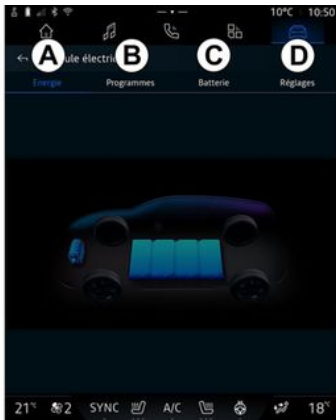 10°C 10:50
A B C D
ule électri
Energie Programmes Batterie Réglages
21°C 2 SYNC A/C 18°C